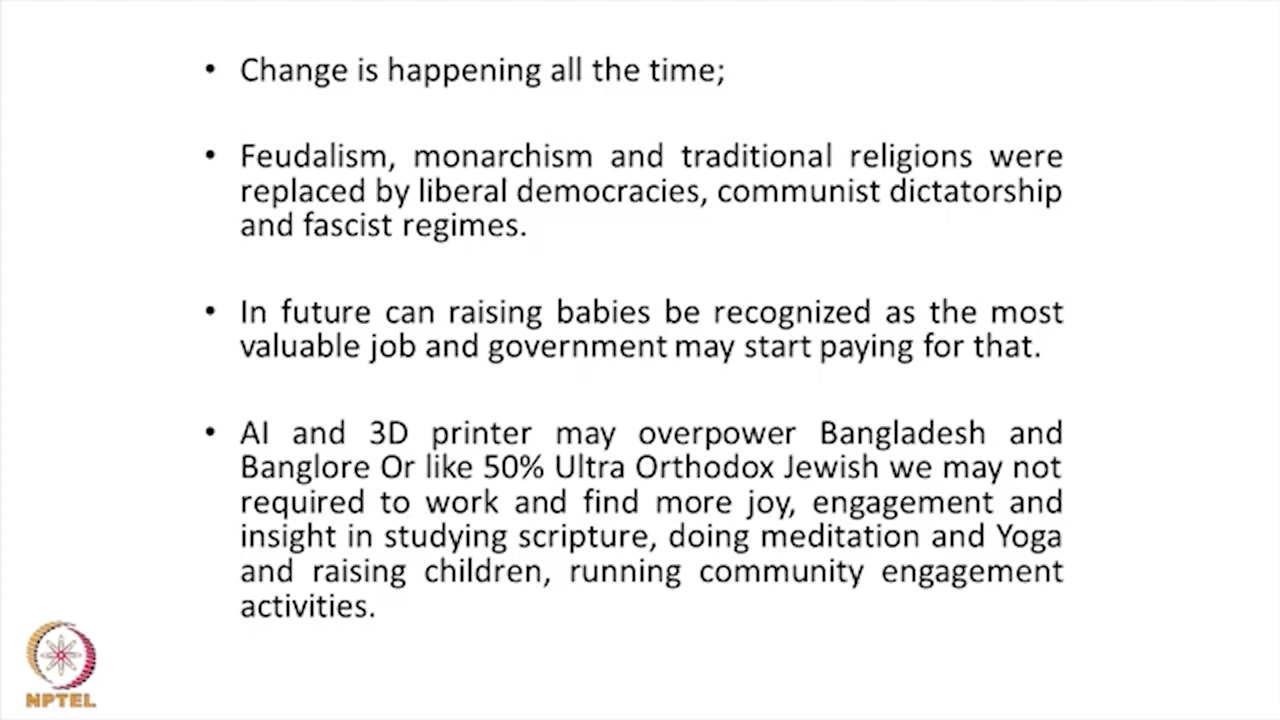 • Change is happening all the time;
• Feudalism, monarchism and traditional religions were
replaced by liberal democracies, communist dictatorship
and fascist regimes.
• In future can raising babies be recognized as the most
valuable job and government may start paying for that.
• AI and 3D printer may overpower Bangladesh and
Banglore Or like 50% Ultra Orthodox Jewish we may not
required to work and find more joy, engagement and
insight in studying scripture, doing meditation and Yoga
and raising children, running community engagement
activities.
NPTEL